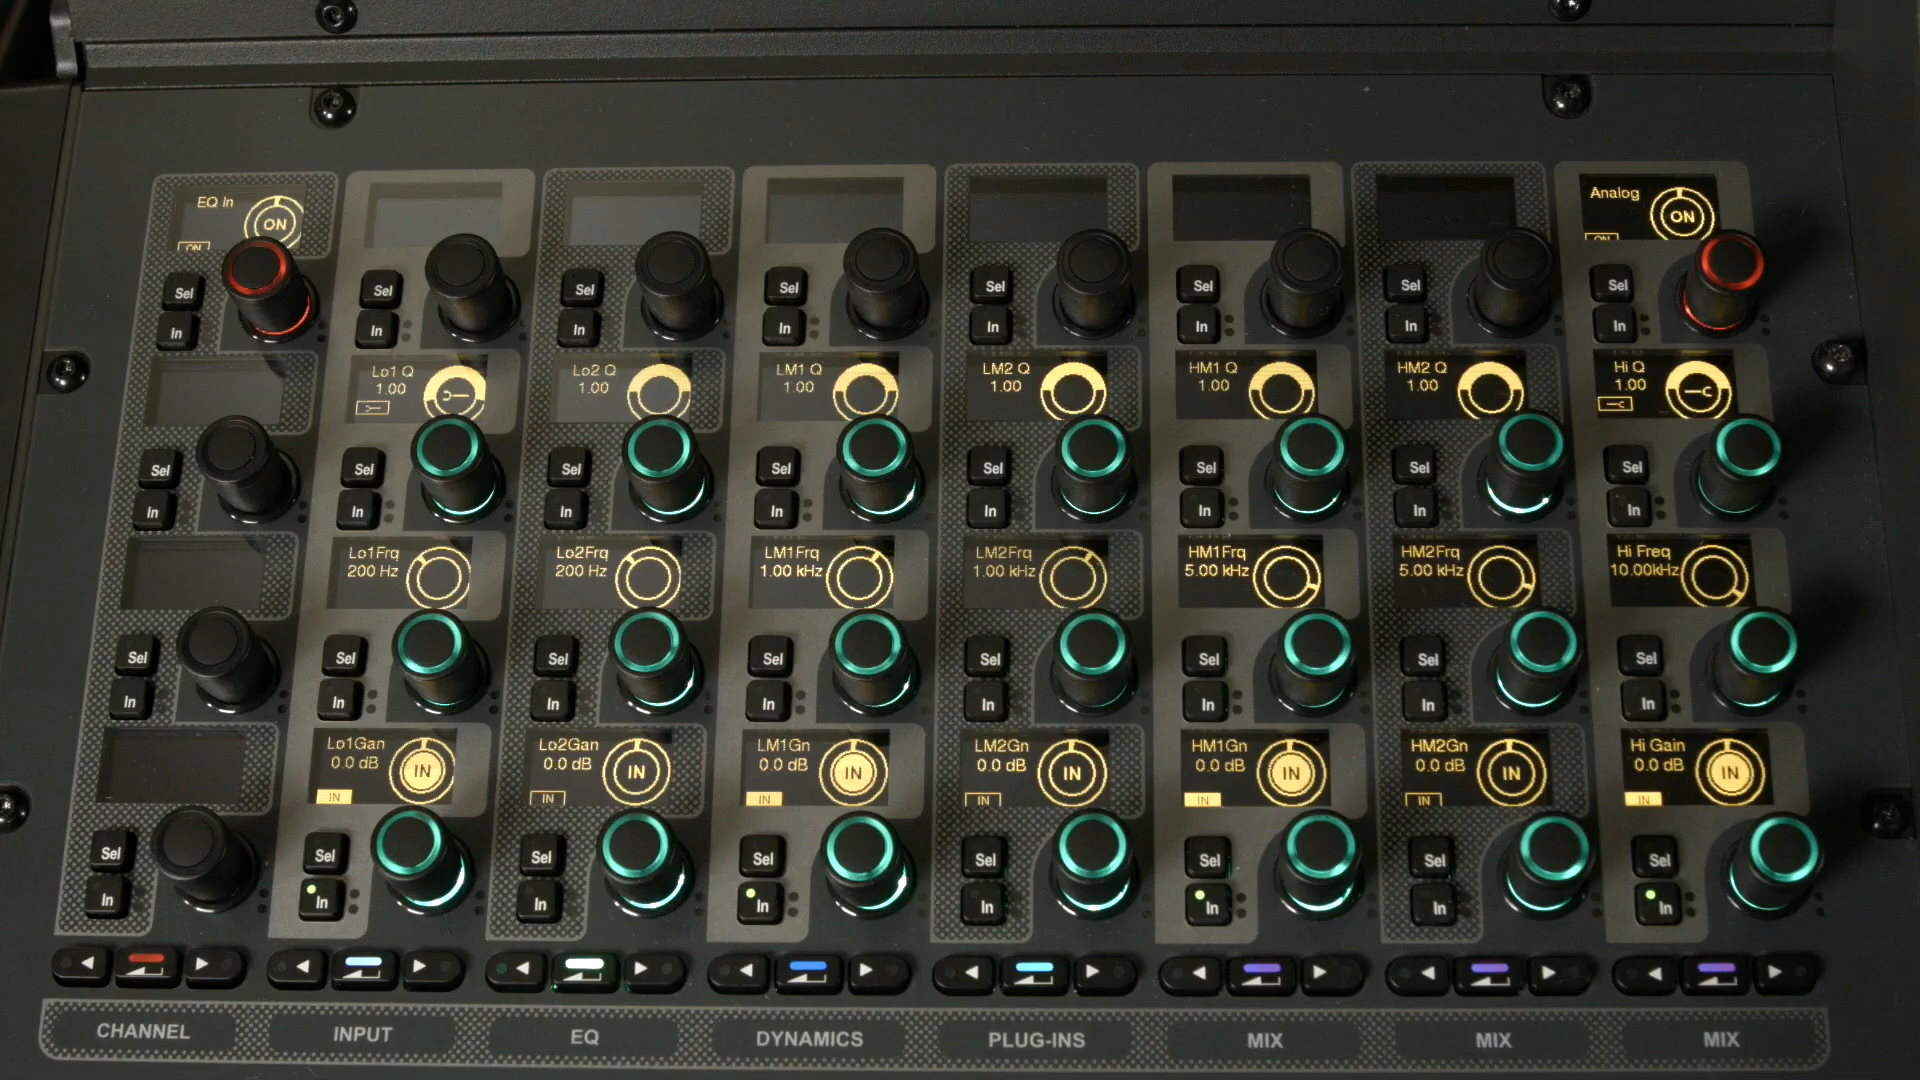 EQ In
ON
ON
Analog
ON
ON
Sel
Sel
Sel
Sel
Sel
Sel
Sel
Sel
In
In
In
In
In
In
In
In
Lo1 Q
1.00
Lo2 Q
1.00
LM1 Q
1.00
LM2 Q
1.00
HM1 Q
1.00
HM2 Q
1.00
Hi Q
1.00
Sel
Sel
Sel
Sel
Sel
Sel
Sel
Sel
In
In
In
In
In
In
In
In
Lo1Frq
200 Hz
Lo2Frq
200 Hz
LM1Frq
1.00 kHz
LM2Frq
1.00 kHz
HM1Frq
5.00 kHz
HM2Frq
5.00 kHz
Hi Freq
10.00kHz
Sel
Sel
Sel
Sel
Sel
Sel
Sel
Sel
In
In
In
In
In
In
In
In
Lo1Gan
0.0 dB
IN
IN
Lo2Gan
0.0 dB
IN
IN
LM1Gn
0.0 dB
IN
IN
LM2Gn
0.0 dB
IN
IN
HM1Gn
0.0 dB
IN
IN
HM2Gn
0.0 dB
IN
IN
Hi Gain
0.0 dB
IN
IN
Sel
Sel
Sel
Sel
Sel
Sel
Sel
Sel
In
In
In
In
In
In
In
In
CHANNEL
INPUT
EQ
DYNAMICS
PLUG-INS
MIX
MIX
MIX